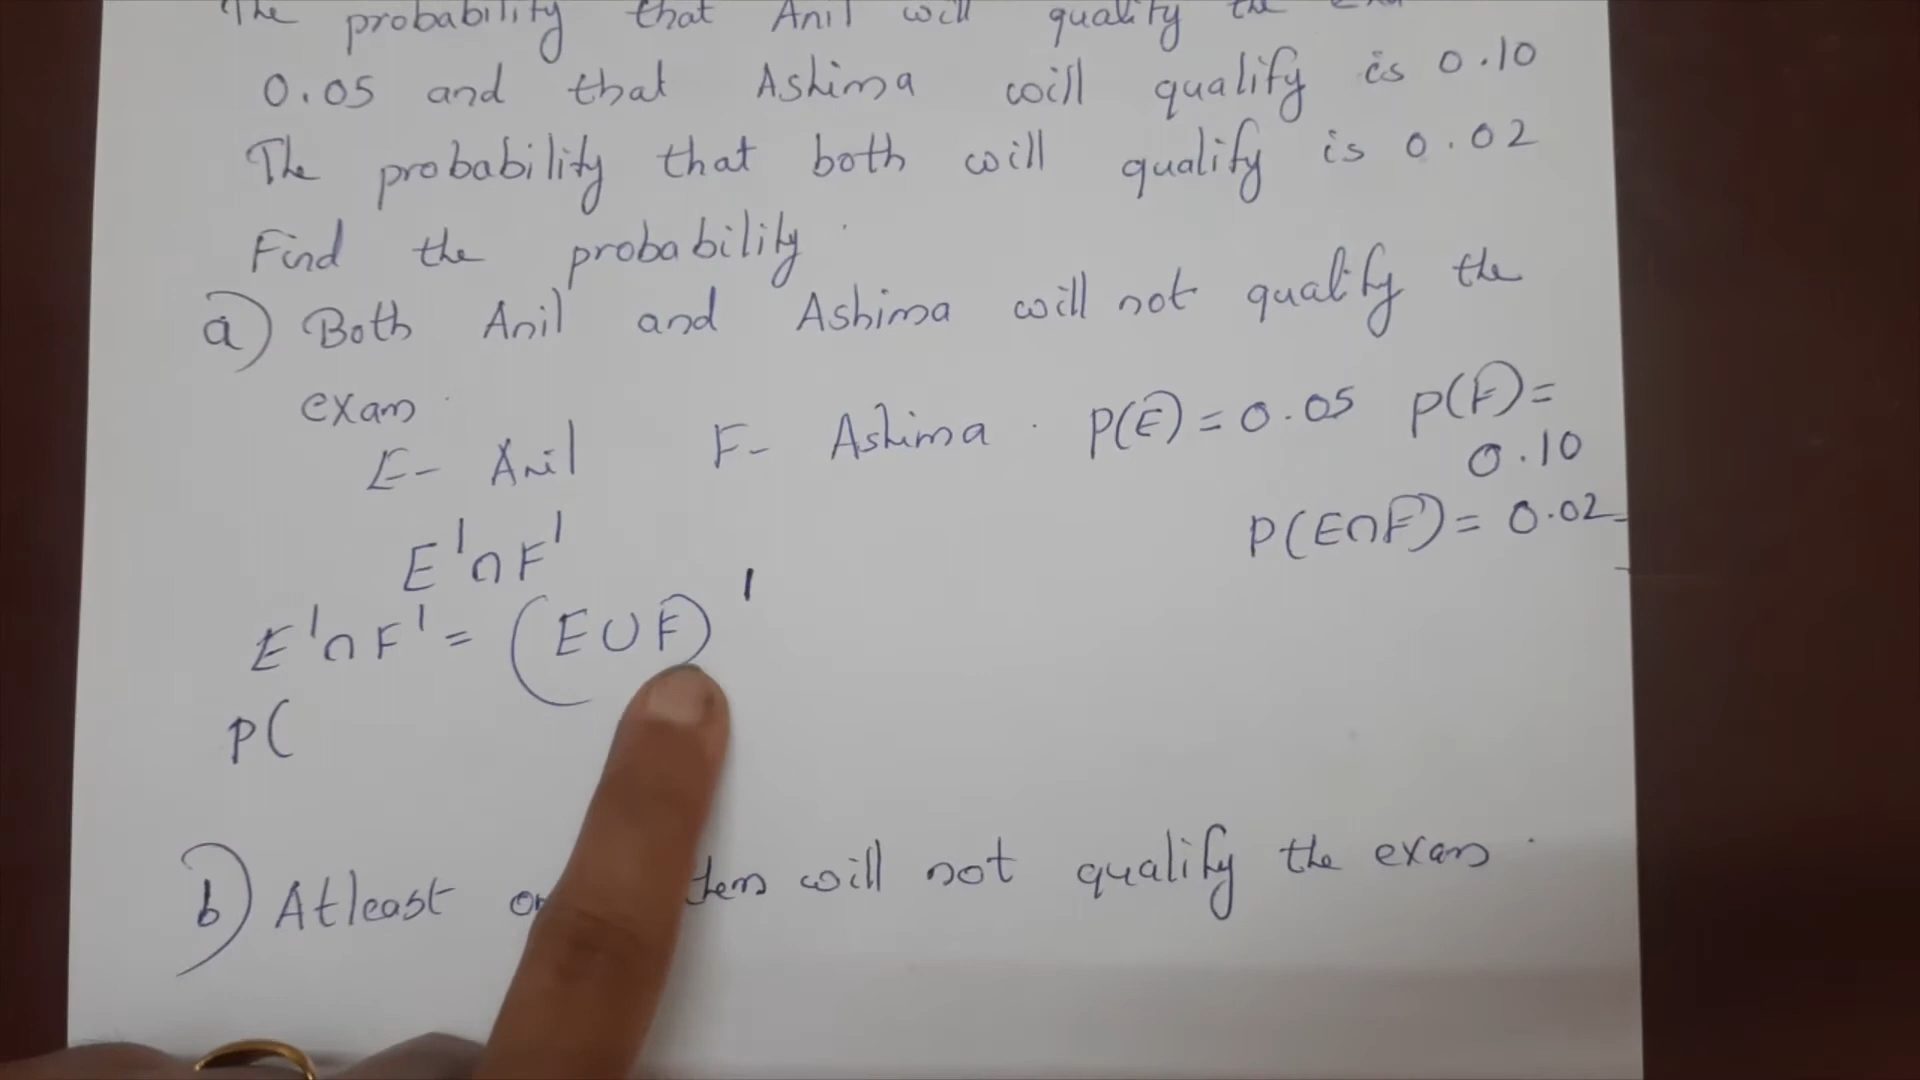 The probability that Anil will qualify the
0.05 and that Ashima will qualify is 0.10
The probability that both will qualify is 0.02
Find the probability.
a) Both Anil and Ashima will not qualify the
exam.
E- Anil F- Ashima. P(E) = 0.05 P(F) =
0.10
P(E∩F) = 0.02
E'∩F'
E'∩F' = (E∪F)'
P(
b) Atleast will not qualify the exam.